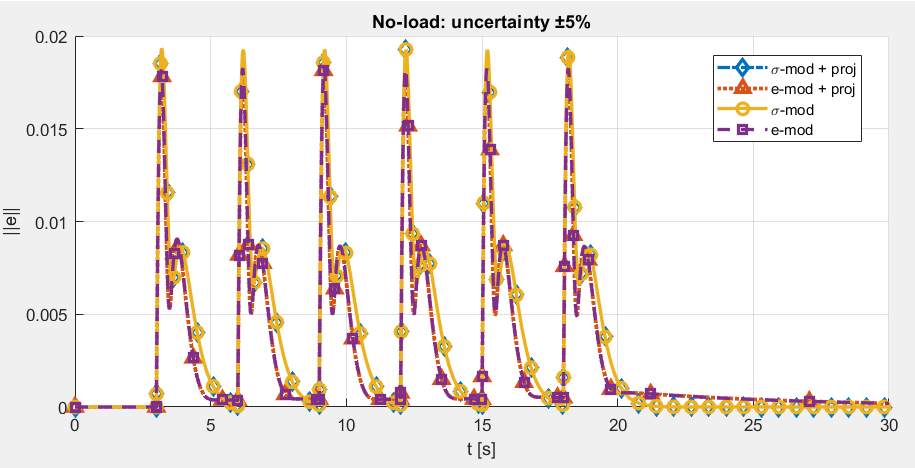 No-load: uncertainty ±5%
0.02
0.015
0.01
0.005
0
||e||
σ-mod + proj
e-mod + proj
σ-mod
e-mod
0 5 10 15 20 25 30
t [s]